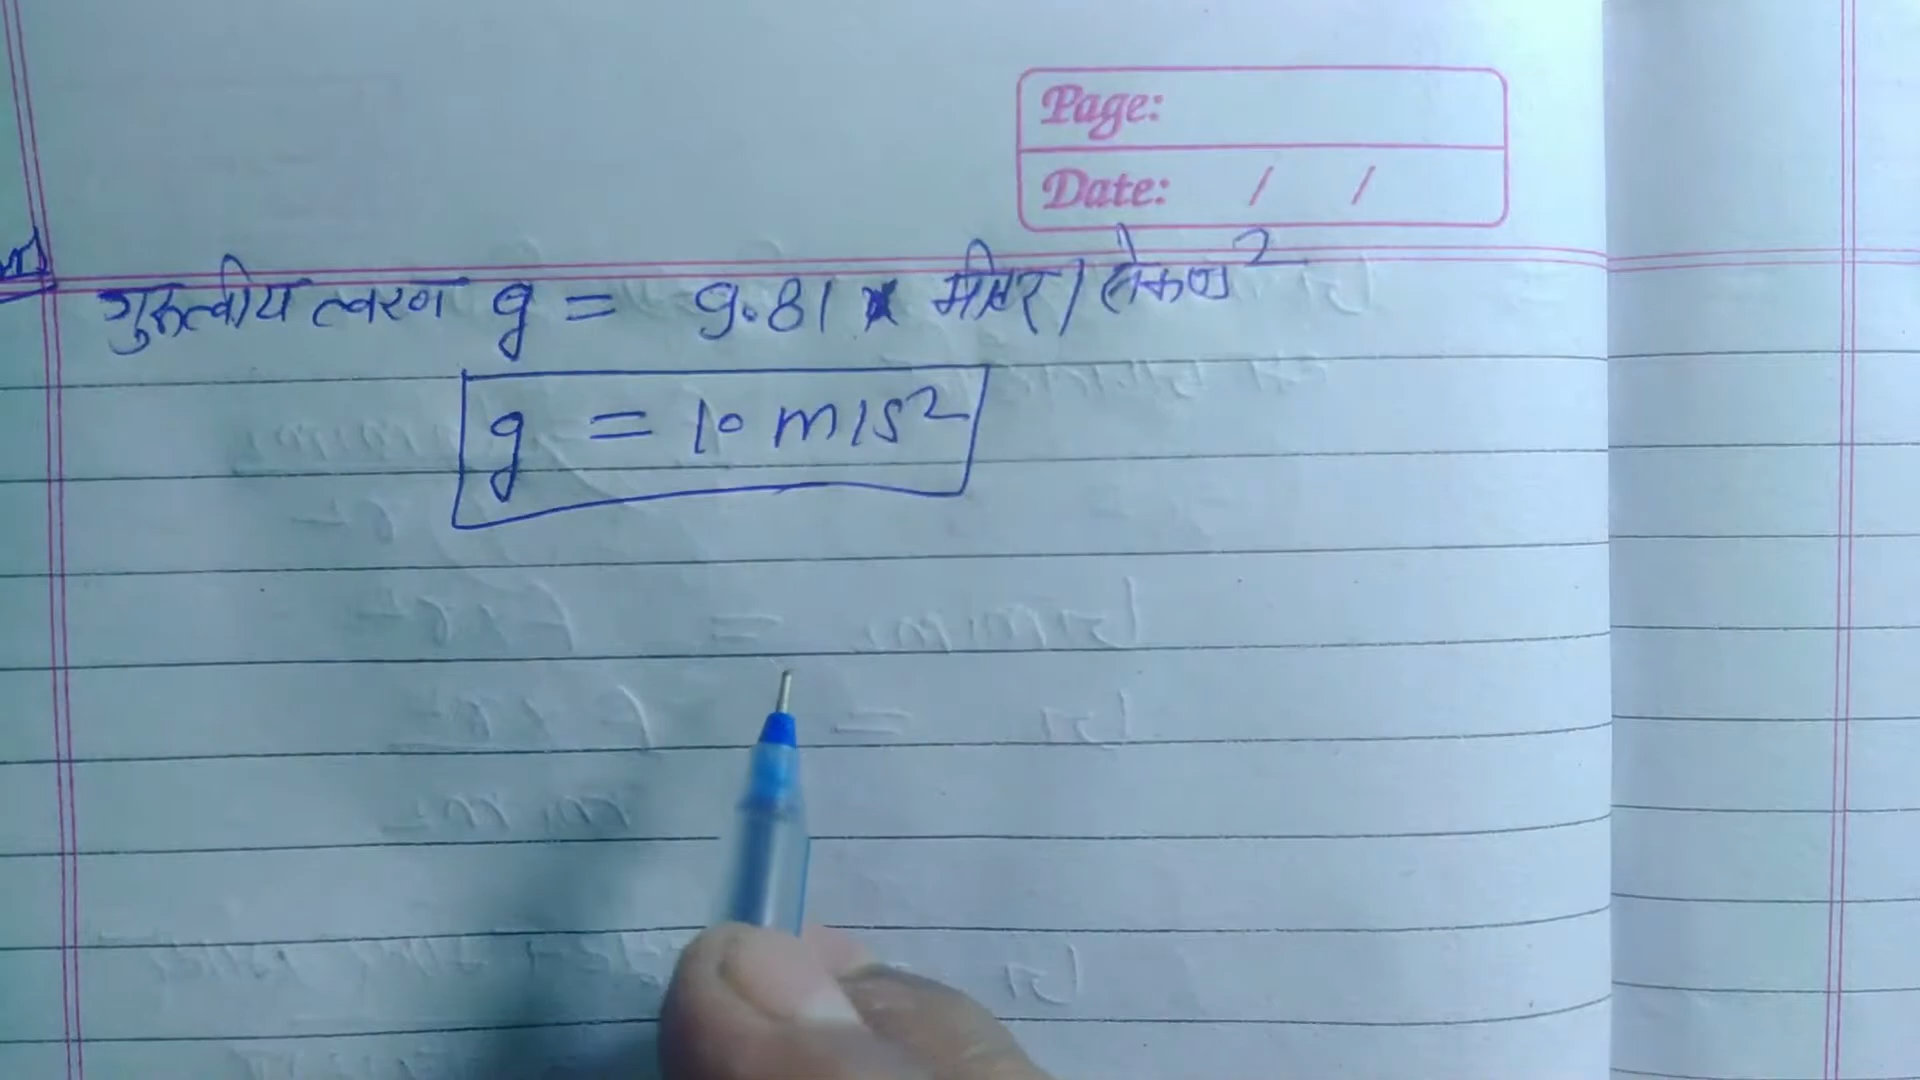 Page:
Date: / /
गुरुत्वीय त्वरण g = 9.81 मीटर/सेकण्ड²
g = 10 m/s²